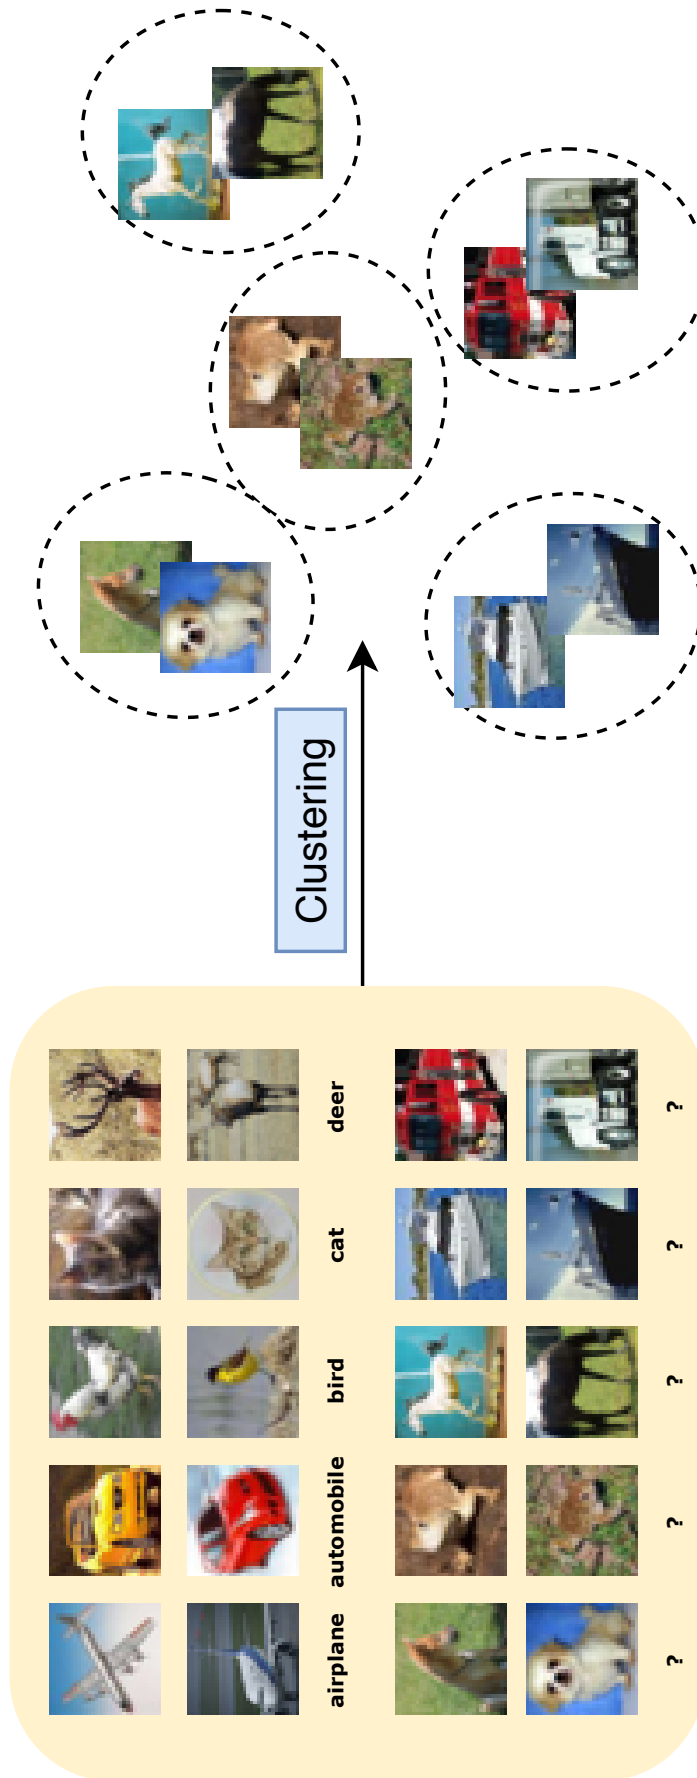 airplane
automobile
bird
cat
deer
?
?
?
?
?
Clustering